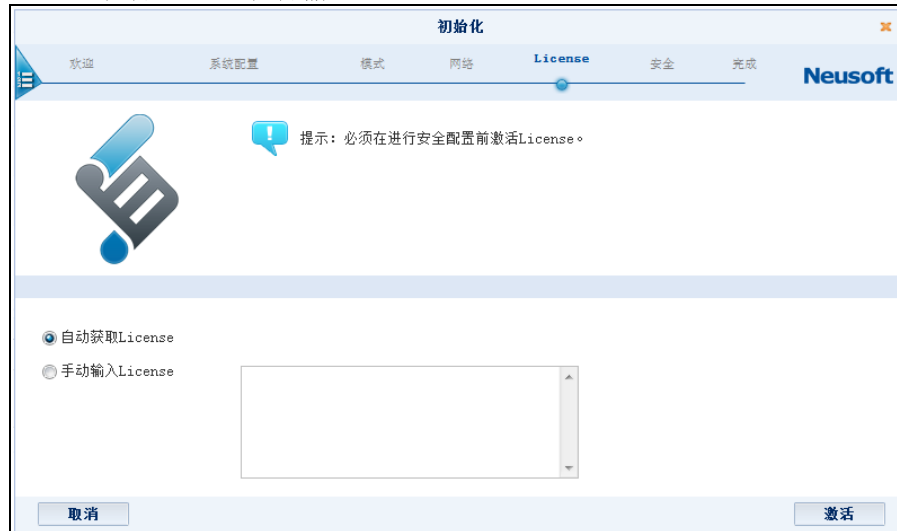 初始化
欢迎 系统配置 模式 网络 License 安全 完成
Neusoft
提示：必须在进行安全配置前激活License。
自动获取License
手动输入License
取消 激活